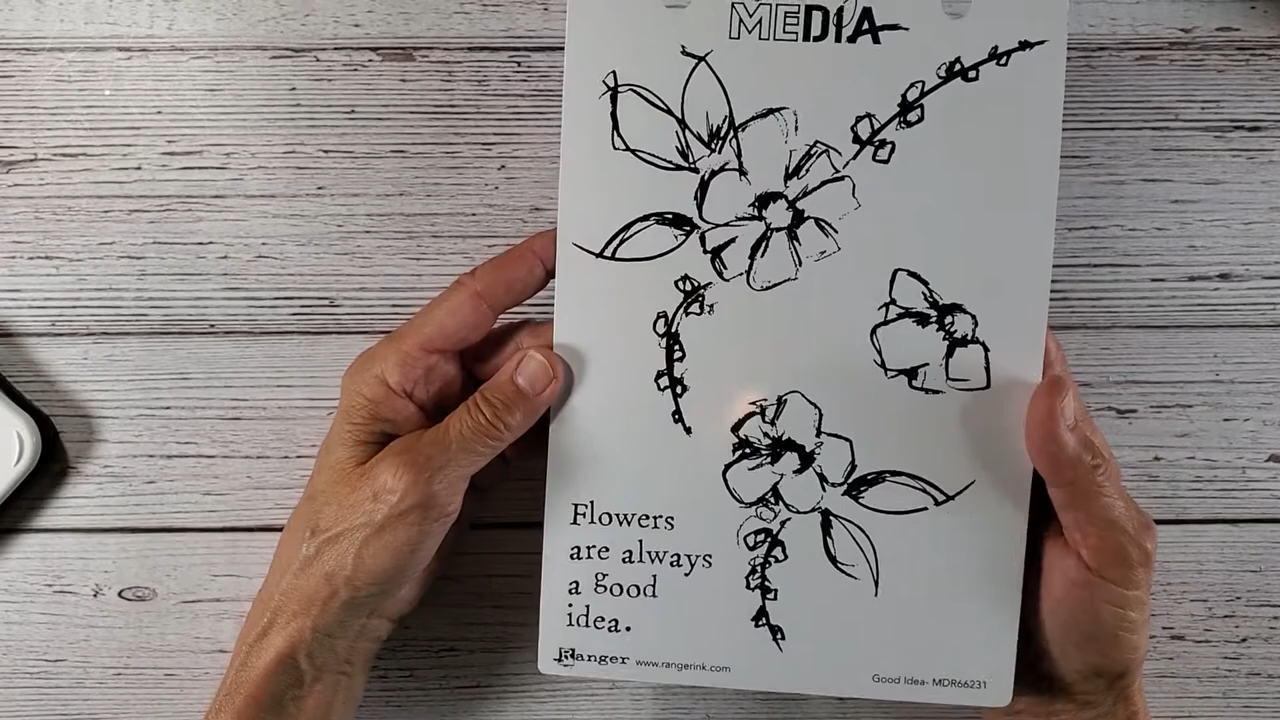 MEDIA
Flowers
are always
a good
idea.
Ranger www.rangerink.com
Good Idea- MDR66231